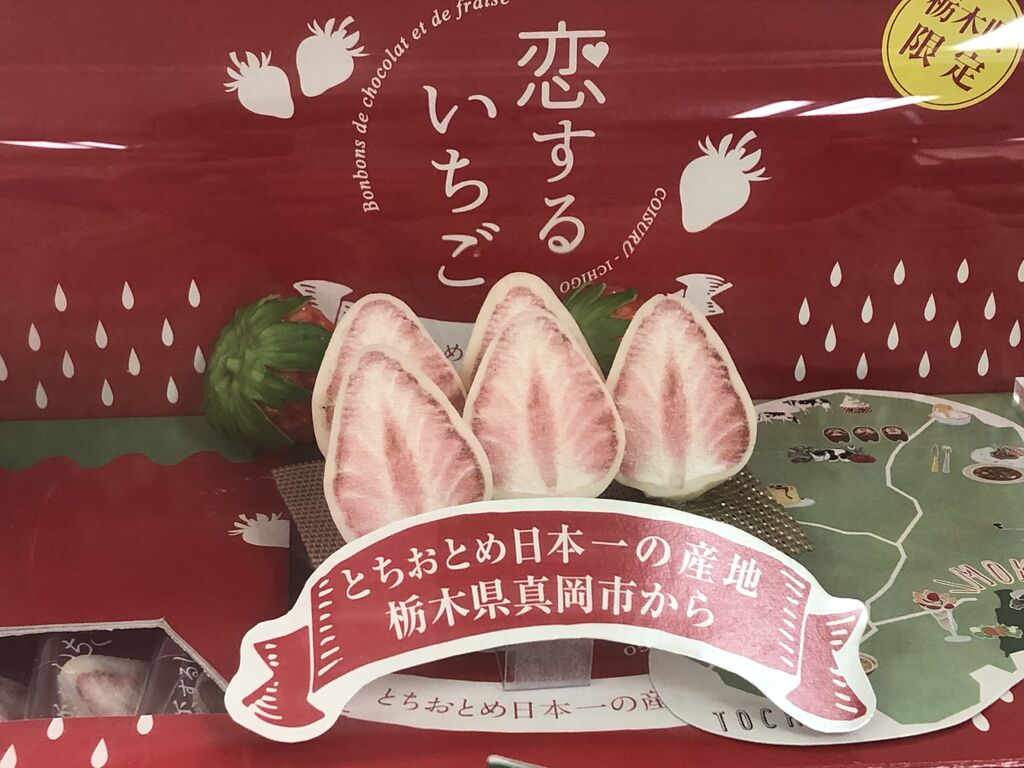 Bonbons de chocolat et de fraise
恋する
いちご
COISURU - ICHIGO
栃木県
限定
め
とちおとめ日本一の産地
栃木県真岡市から
とちおとめ日本一の産
TOCH